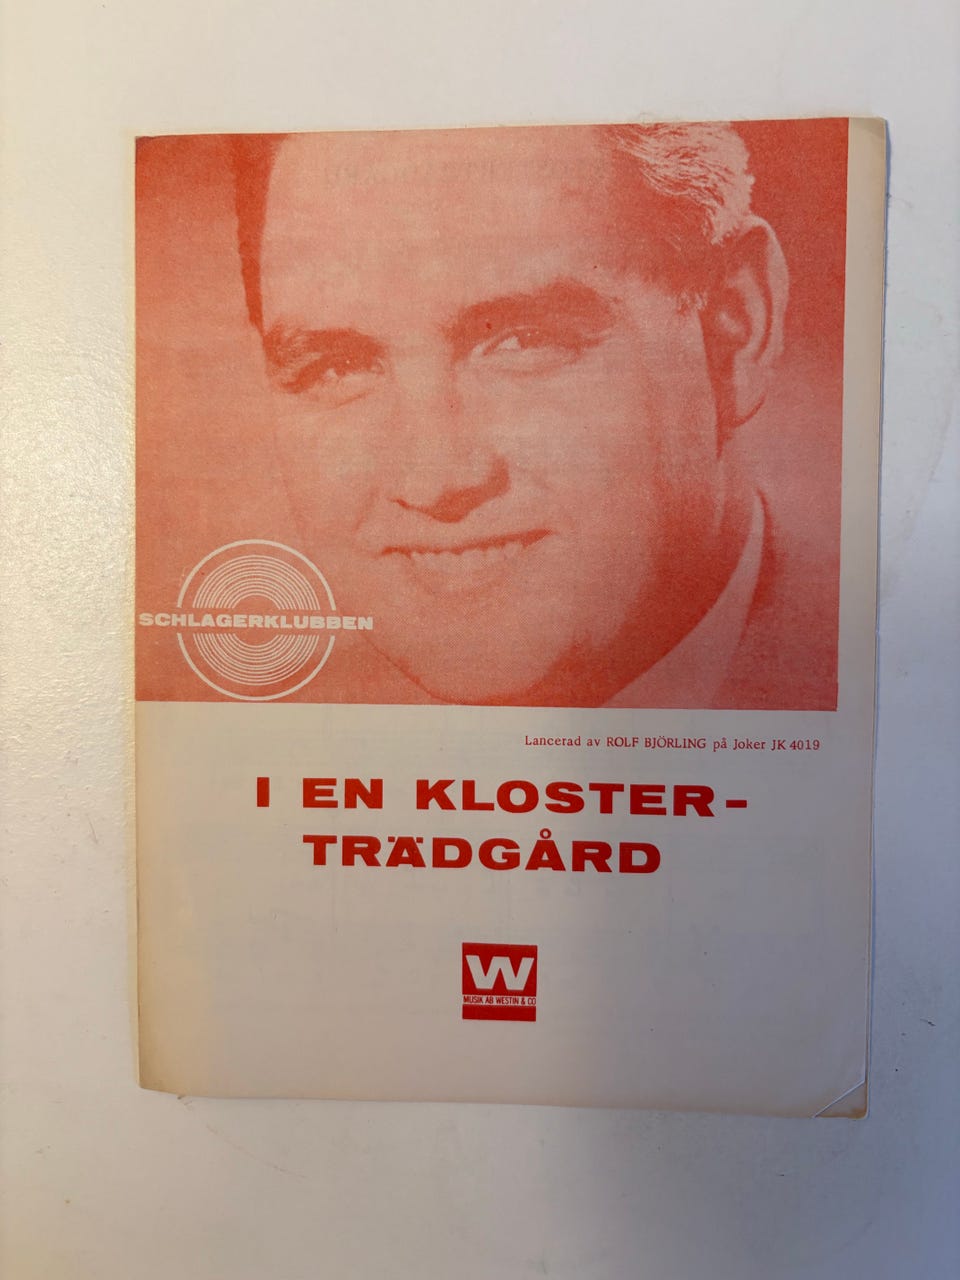 SCHLAGERKLUBBEN
Lancerad av ROLF BJÖRLING på Joker JK 4019
I EN KLOSTER-
TRÄDGÅRD
W
MUSIK AB WESTIN & CO